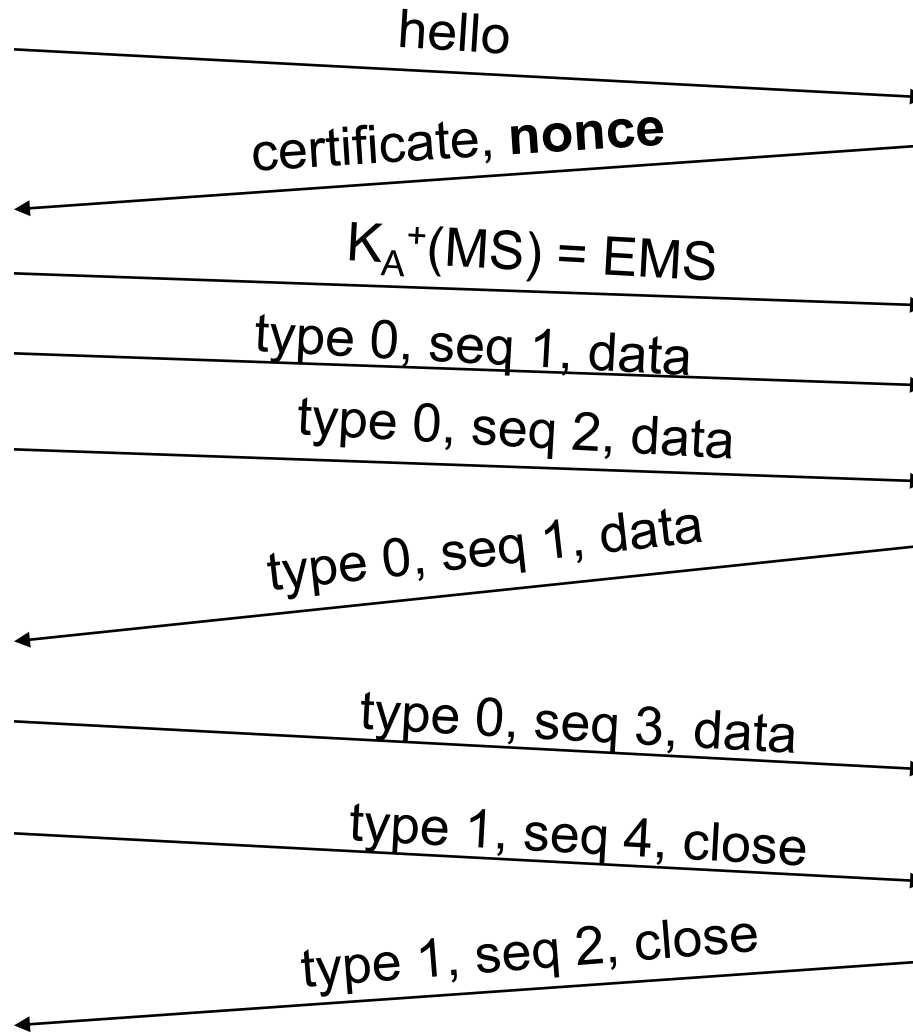 hello
certificate, nonce
K_A^+(MS) = EMS
type 0, seq 1, data
type 0, seq 2, data
type 0, seq 1, data
type 0, seq 3, data
type 1, seq 4, close
type 1, seq 2, close